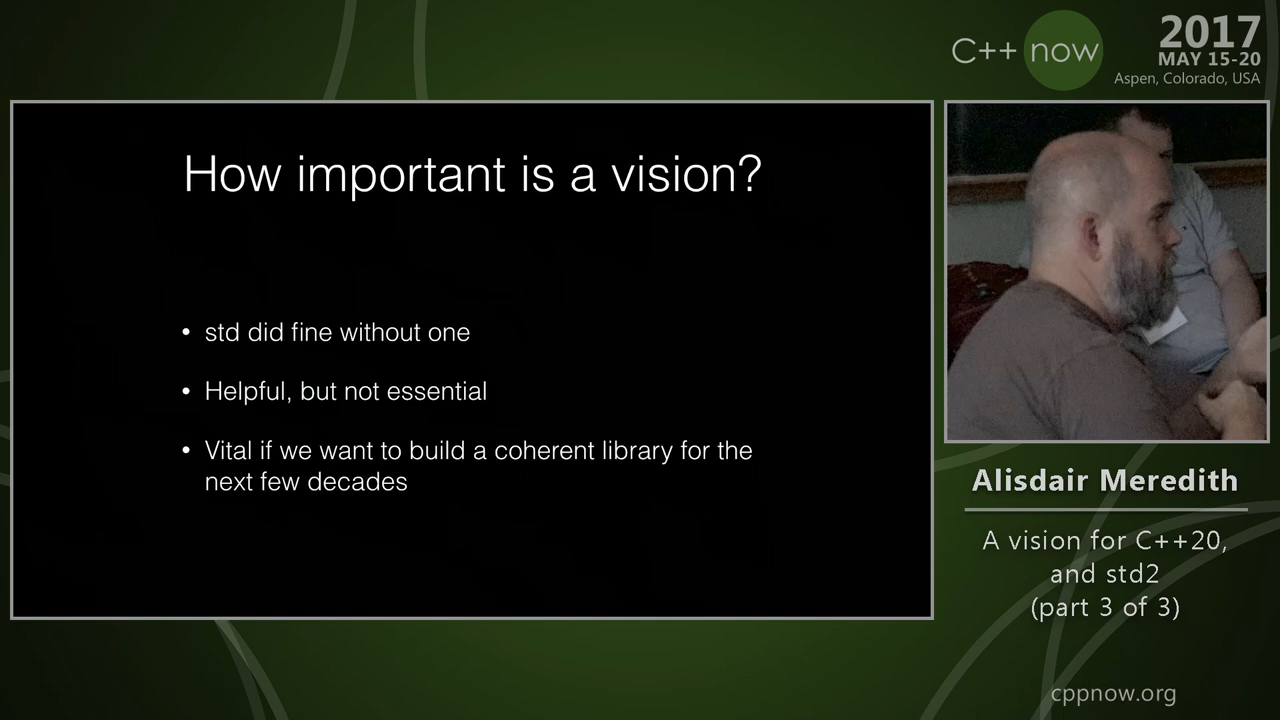 C++ now
2017
MAY 15-20
Aspen, Colorado, USA
How important is a vision?
• std did fine without one
• Helpful, but not essential
• Vital if we want to build a coherent library for the
next few decades
Alisdair Meredith
A vision for C++20,
and std2
(part 3 of 3)
cppnow.org